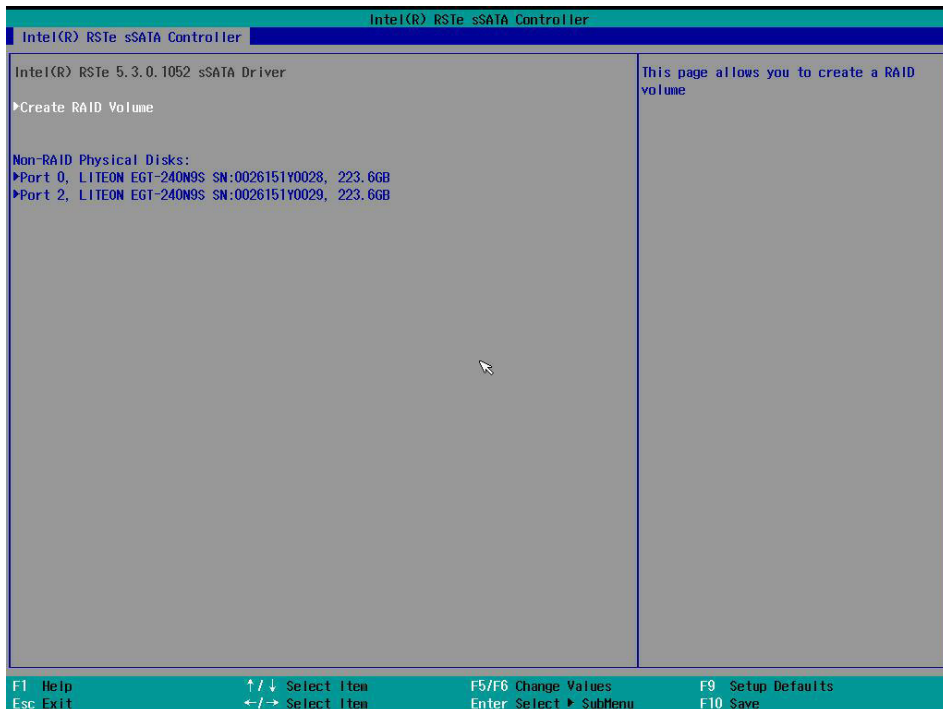 Intel(R) RSTe sSATA Controller
Intel(R) RSTe sSATA Controller
Intel(R) RSTe 5.3.0.1052 sSATA Driver
▶Create RAID Volume
Non-RAID Physical Disks:
▶Port 0, LITEON EGT-240N9S SN:0026151Y0028, 223.6GB
▶Port 2, LITEON EGT-240N9S SN:0026151Y0029, 223.6GB
This page allows you to create a RAID
volume
F1 Help ↑/↓ Select Item F5/F6 Change Values F9 Setup Defaults
Esc Exit ←/→ Select Item Enter Select ▶ SubMenu F10 Save